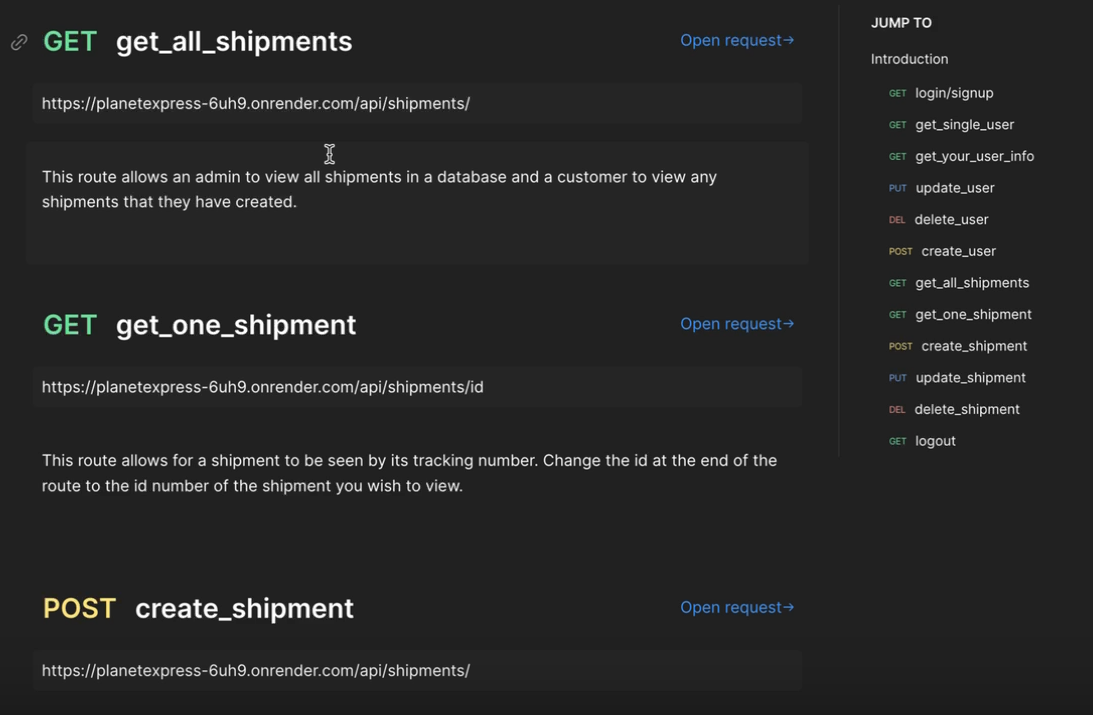 GET get_all_shipments Open request→
https://planetexpress-6uh9.onrender.com/api/shipments/
This route allows an admin to view all shipments in a database and a customer to view any
shipments that they have created.
GET get_one_shipment Open request→
https://planetexpress-6uh9.onrender.com/api/shipments/id
This route allows for a shipment to be seen by its tracking number. Change the id at the end of the
route to the id number of the shipment you wish to view.
POST create_shipment Open request→
https://planetexpress-6uh9.onrender.com/api/shipments/
JUMP TO
Introduction
GET login/signup
GET get_single_user
GET get_your_user_info
PUT update_user
DEL delete_user
POST create_user
GET get_all_shipments
GET get_one_shipment
POST create_shipment
PUT update_shipment
DEL delete_shipment
GET logout